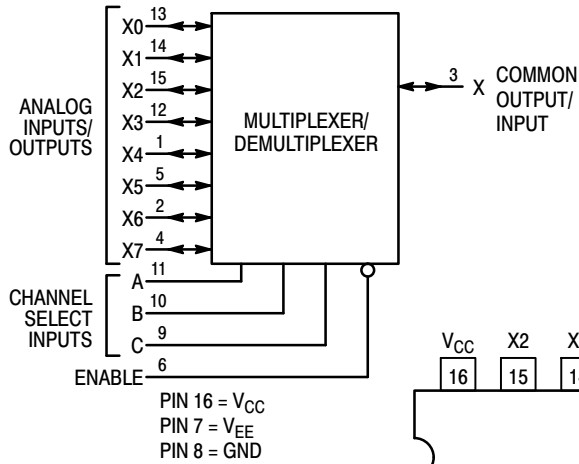 X0 13
X1 14
X2 15
X3 12
X4 1
X5 5
X6 2
X7 4
ANALOG
INPUTS/
OUTPUTS
MULTIPLEXER/
DEMULTIPLEXER
3
X
COMMON
OUTPUT/
INPUT
A 11
B 10
C 9
CHANNEL
SELECT
INPUTS
ENABLE 6
PIN 16 = VCC
PIN 7 = VEE
PIN 8 = GND
VCC X2
16 15